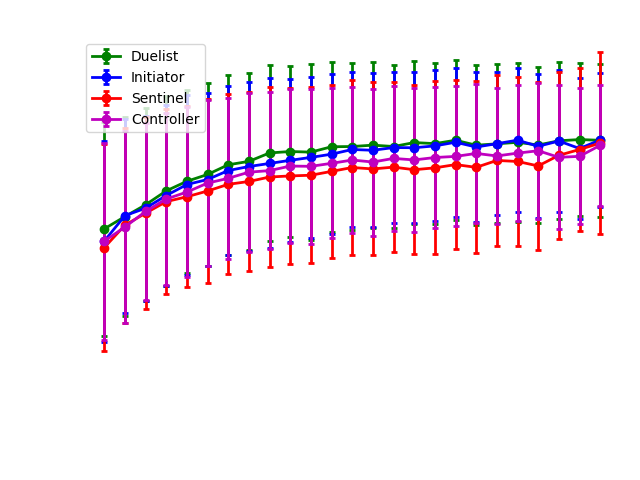 Duelist
Initiator
Sentinel
Controller